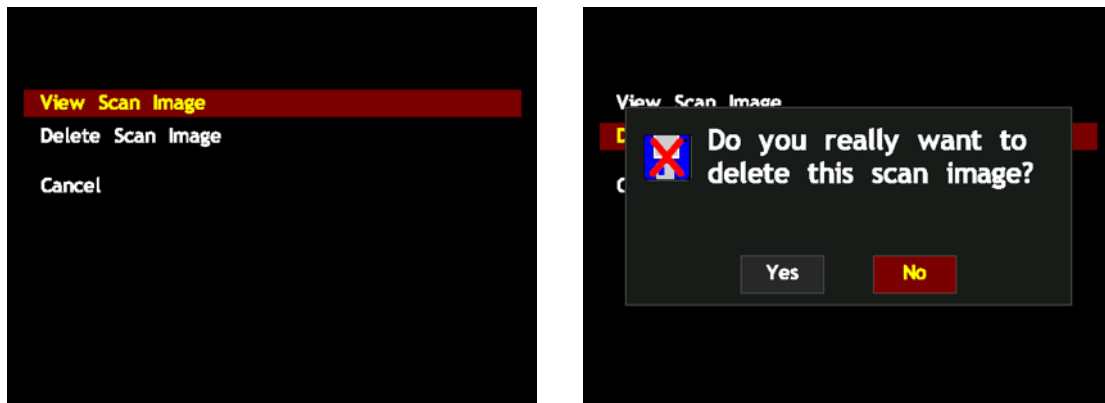 View Scan Image
Delete Scan Image
Cancel
View Scan Image
D
Do you really want to
delete this scan image?
C
Yes No